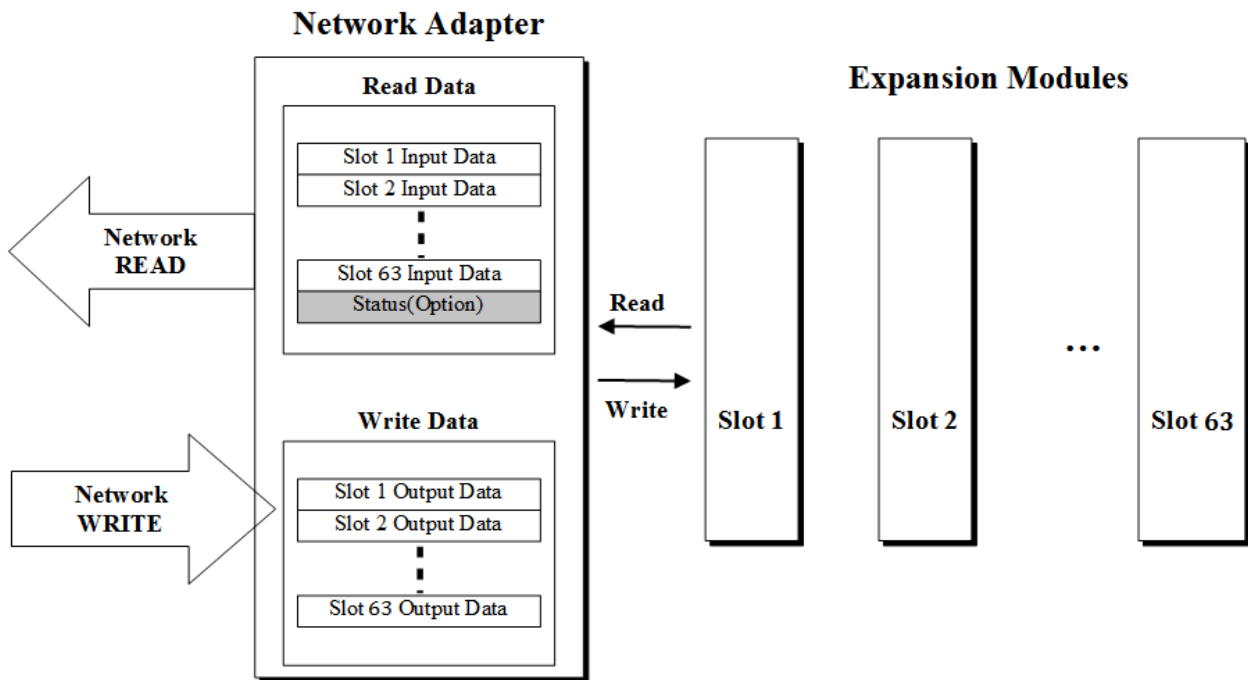 Network Adapter
Read Data
Slot 1 Input Data
Slot 2 Input Data
Slot 63 Input Data
Status(Option)
Network
READ
Write Data
Slot 1 Output Data
Slot 2 Output Data
Slot 63 Output Data
Network
WRITE
Read
Write
Expansion Modules
Slot 1
Slot 2
...
Slot 63